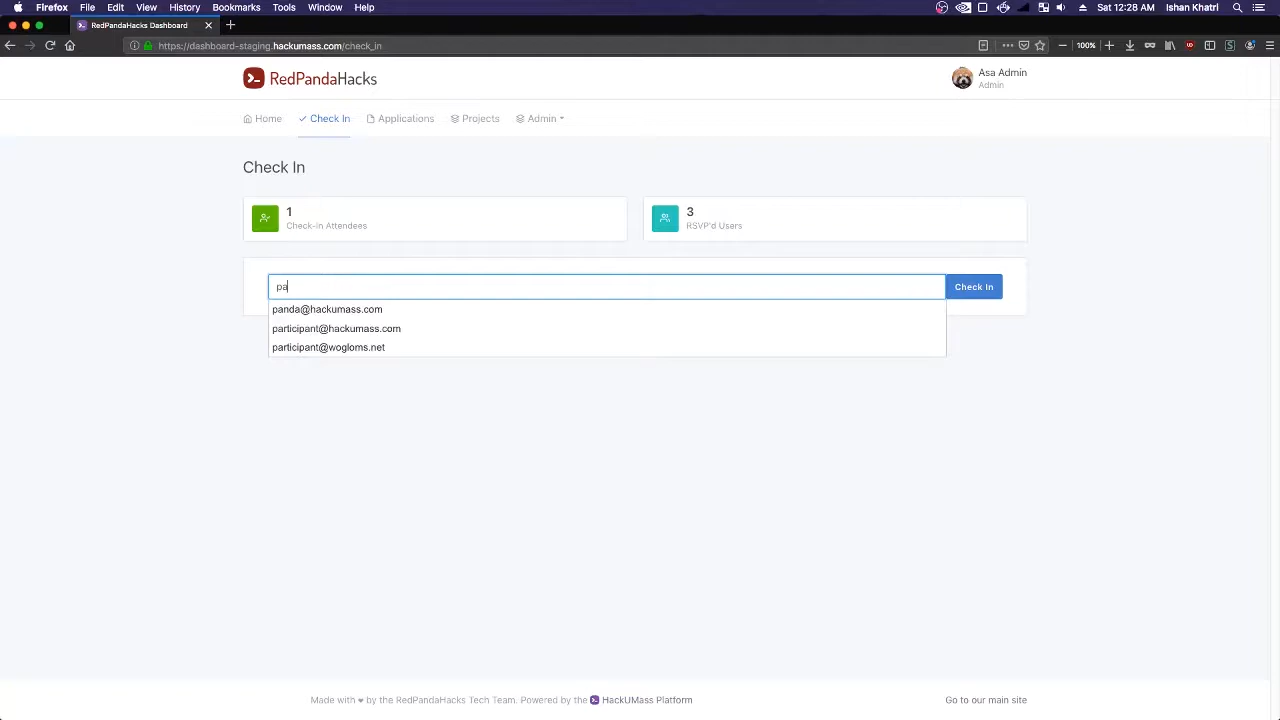 Firefox File Edit View History Bookmarks Tools Window Help Sat 12:28 AM Ishan Khatri
RedPandaHacks Dashboard
https://dashboard-staging.hackumass.com/check_in 100%
RedPandaHacks
Asa Admin
Admin
Home Check In Applications Projects Admin
Check In
1
Check-In Attendees
3
RSVP'd Users
pa
Check In
panda@hackumass.com
participant@hackumass.com
participant@wogloms.net
Made with ♥ by the RedPandaHacks Tech Team. Powered by the HackUMass Platform
Go to our main site